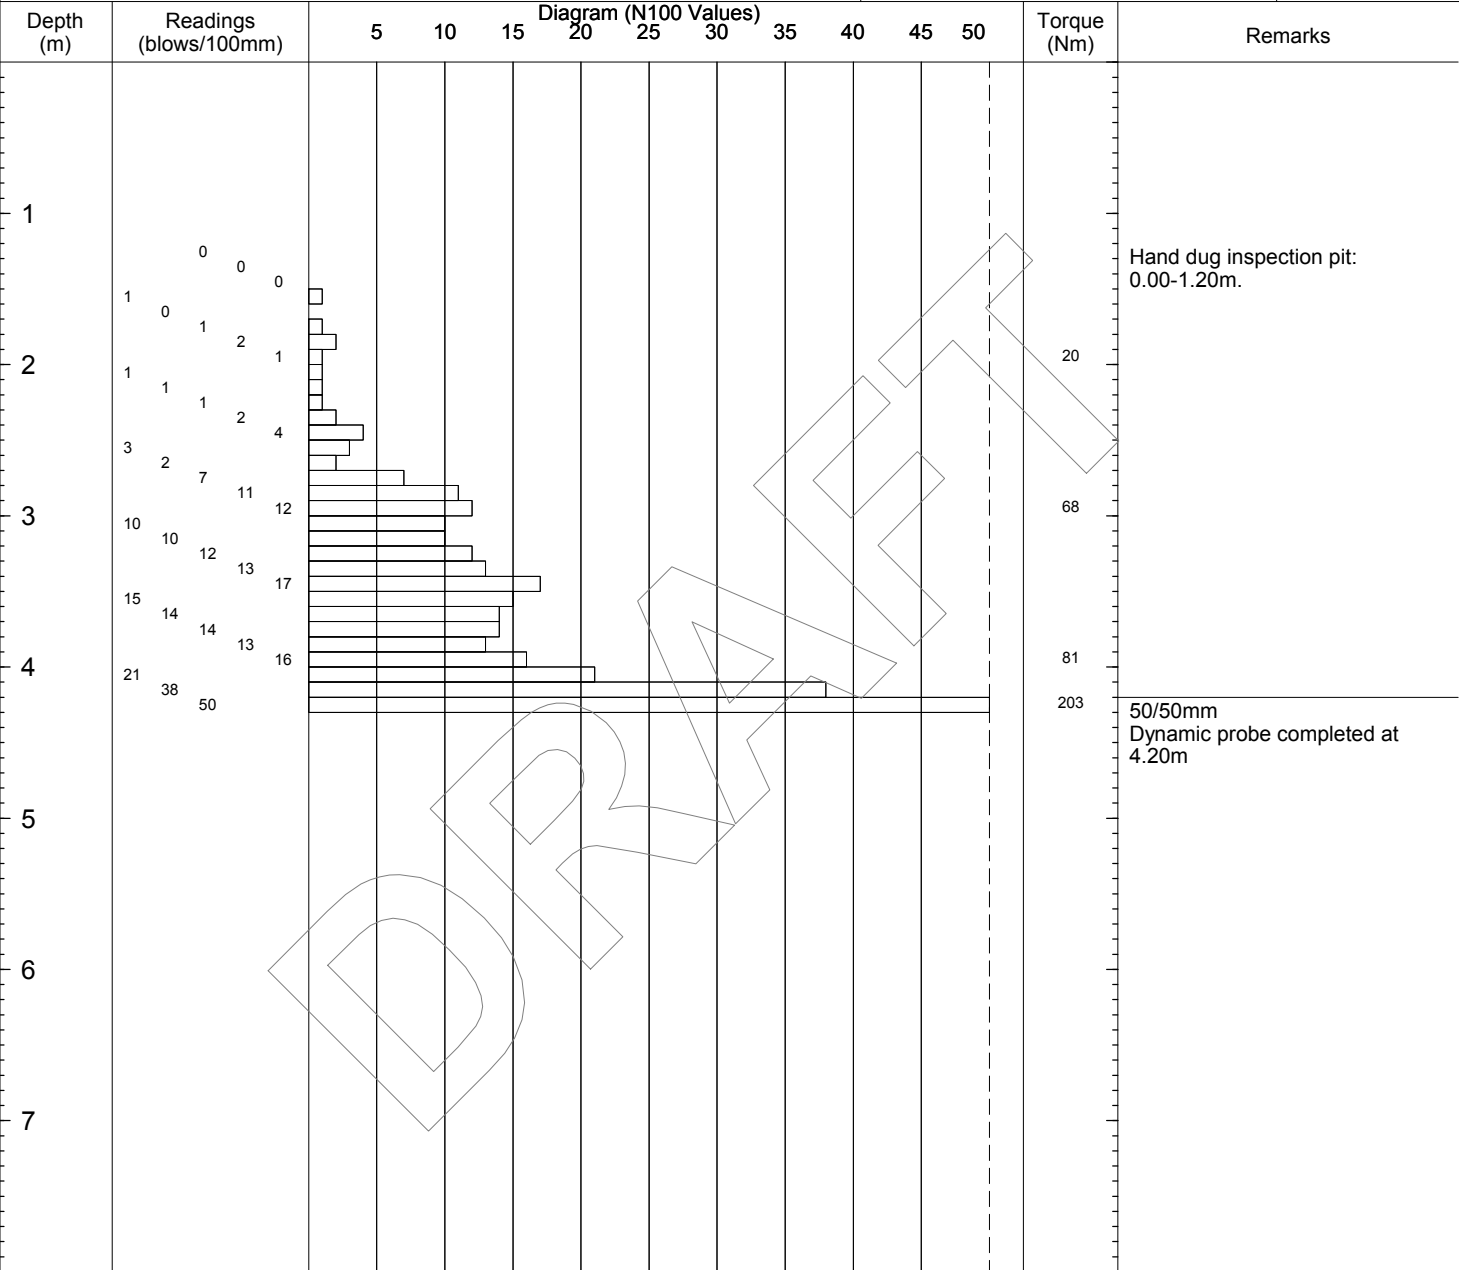 Diagram (N100 Values)
Depth
(m)
Readings
(blows/100mm)
5 10 15 20 25 30 35 40 45 50
Torque
(Nm)
Remarks
1
0
0
0
Hand dug inspection pit:
0.00-1.20m.
1
0
1
2
1
20
2
1
1
1
2
4
3
2
7
11
12
68
3
10
10
12
13
17
15
14
14
13
16
81
4
21
38
50
203
50/50mm
Dynamic probe completed at
4.20m
5
6
7
DRAFT